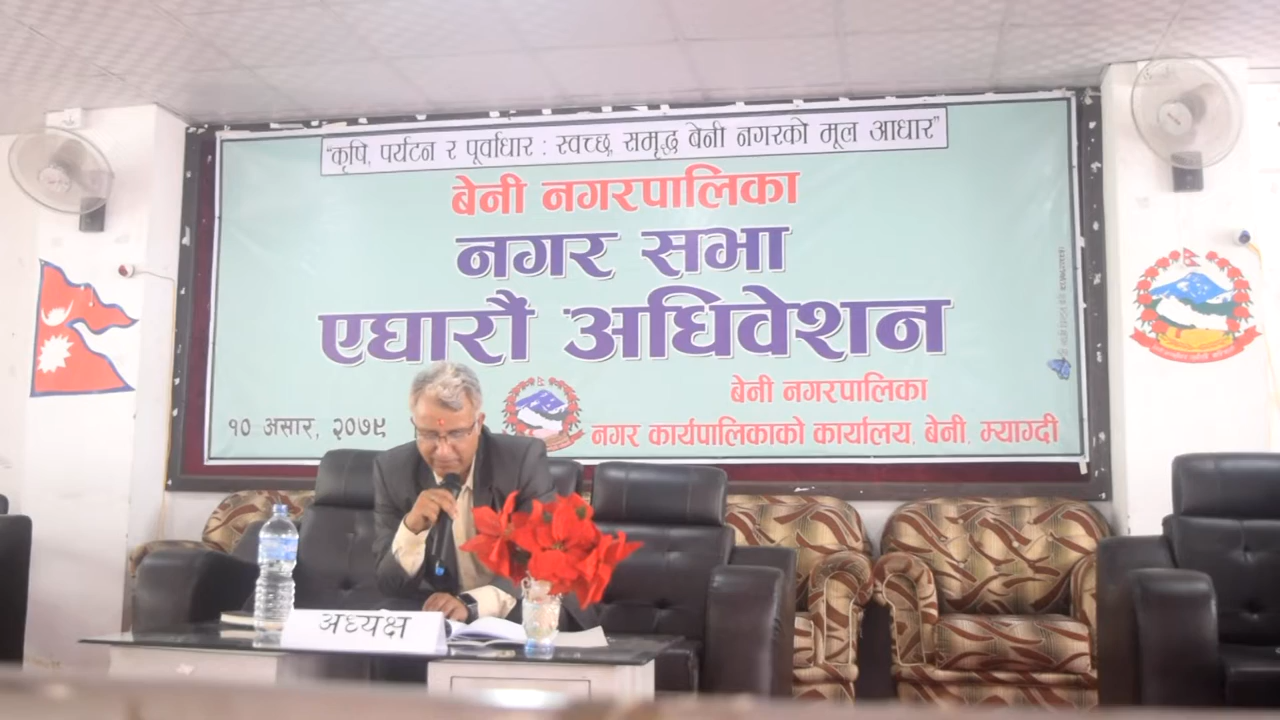 “कृषि, पर्यटन र पूर्वाधार : स्वच्छ, समृद्ध बेनी नगरको मूल आधार”
बेनी नगरपालिका
नगर सभा
एघारौं अधिवेशन
बेनी नगरपालिका
१० असार, २०७९
नगर कार्यपालिकाको कार्यालय, बेनी, म्याग्दी
अध्यक्ष